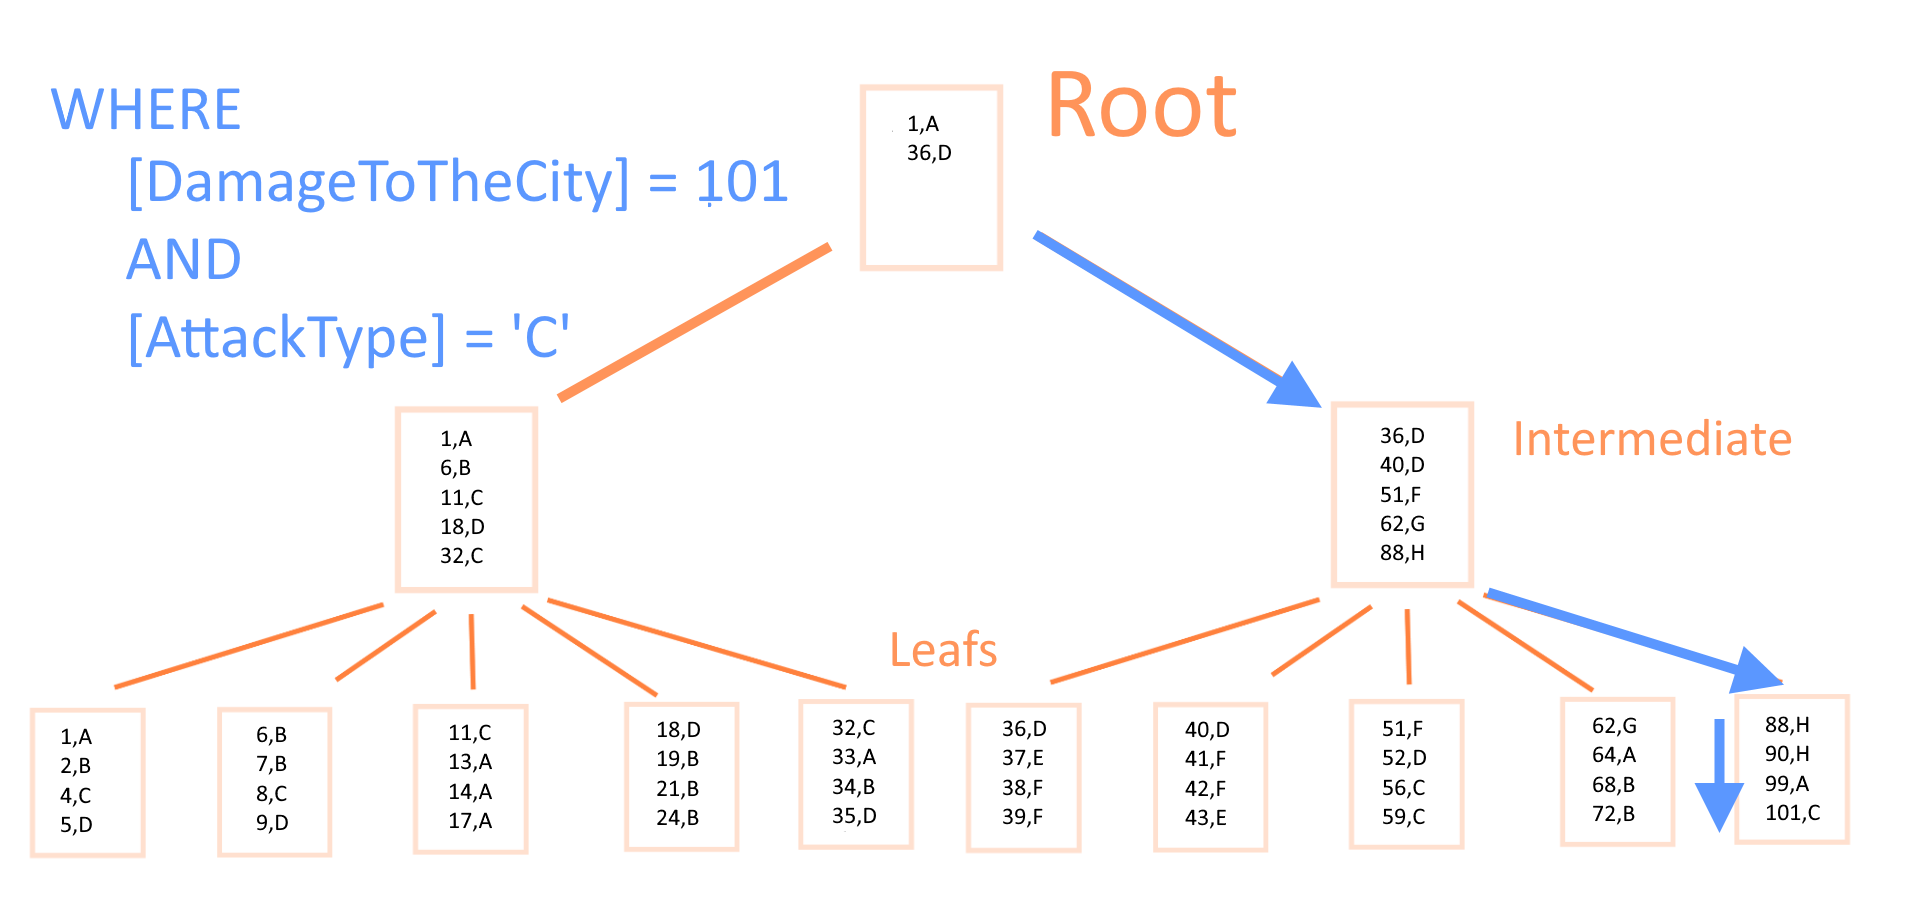 WHERE
[DamageToTheCity] = 101
AND
[AttackType] = 'C'
Root
1,A
36,D
Intermediate
1,A
6,B
11,C
18,D
32,C
36,D
40,D
51,F
62,G
88,H
Leafs
1,A
2,B
4,C
5,D
6,B
7,B
8,C
9,D
11,C
13,A
14,A
17,A
18,D
19,B
21,B
24,B
32,C
33,A
34,B
35,D
36,D
37,E
38,F
39,F
40,D
41,F
42,F
43,E
51,F
52,D
56,C
59,C
62,G
64,A
68,B
72,B
88,H
90,H
99,A
101,C